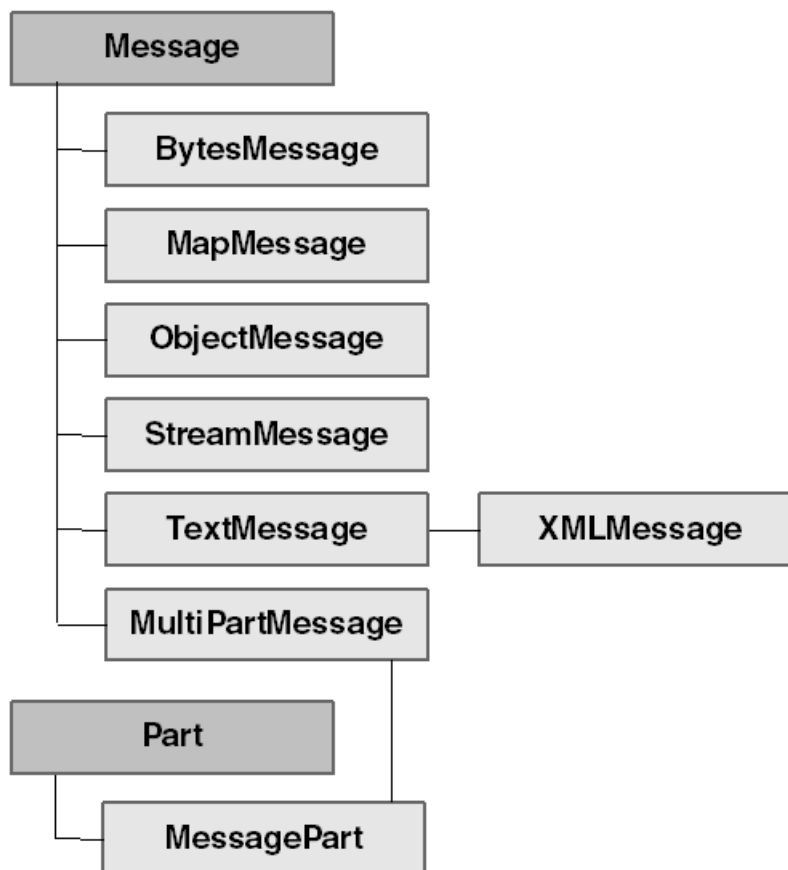 Message
BytesMessage
MapMessage
ObjectMessage
StreamMessage
TextMessage
XMLMessage
MultiPartMessage
Part
MessagePart